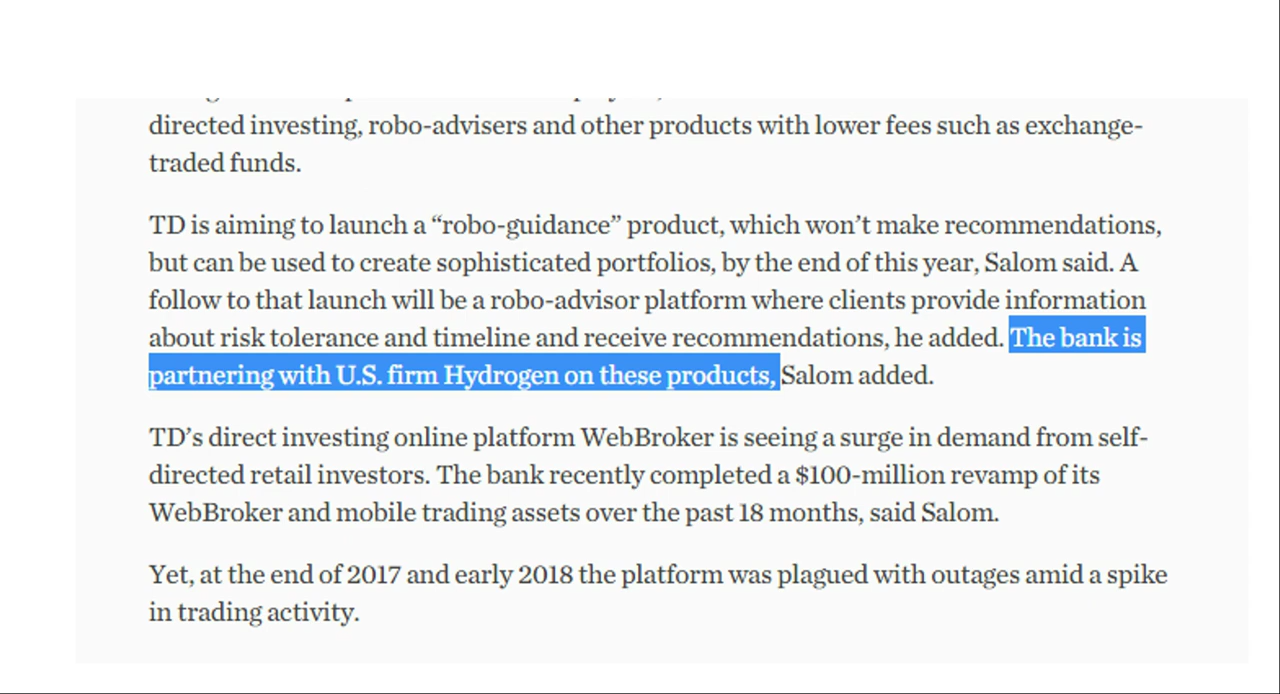 directed investing, robo-advisers and other products with lower fees such as exchange-
traded funds.
TD is aiming to launch a “robo-guidance” product, which won’t make recommendations,
but can be used to create sophisticated portfolios, by the end of this year, Salom said. A
follow to that launch will be a robo-advisor platform where clients provide information
about risk tolerance and timeline and receive recommendations, he added. The bank is
partnering with U.S. firm Hydrogen on these products, Salom added.
TD’s direct investing online platform WebBroker is seeing a surge in demand from self-
directed retail investors. The bank recently completed a $100-million revamp of its
WebBroker and mobile trading assets over the past 18 months, said Salom.
Yet, at the end of 2017 and early 2018 the platform was plagued with outages amid a spike
in trading activity.